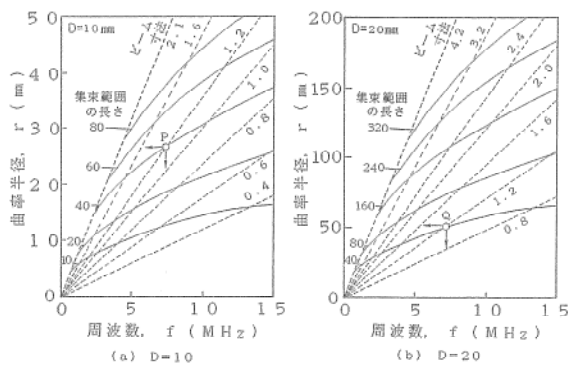 D=10mm
ビーム寸法
2.1
1.6
1.2
1.0
0.8
0.6
0.4
50
40
30
20
10
0
曲率半径, r (mm)
集束範囲の長さ
80
60
40
20
10
P
0 5 10 15
周波数, f (MHz)
(a) D=10
D=20mm
ビーム寸法
4.2
3.2
2.4
2.0
1.6
1.2
0.8
200
150
100
50
0
曲率半径, r (mm)
集束範囲の長さ
320
240
160
80
40
Q
0 5 10 15
周波数, f (MHz)
(b) D=20